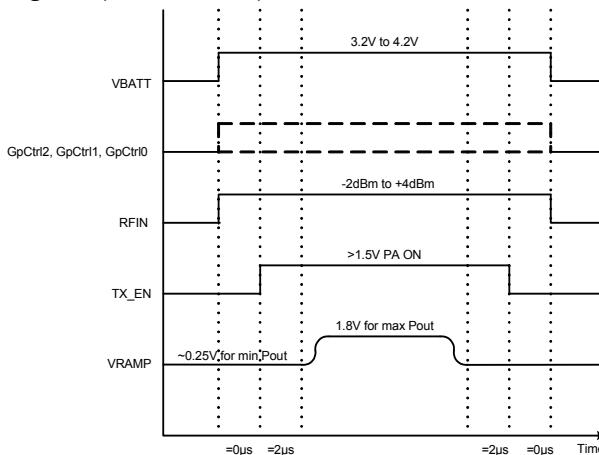 3.2V to 4.2V
VBATT
GpCtrl2, GpCtrl1, GpCtrl0
-2dBm to +4dBm
RFIN
>1.5V PA ON
TX_EN
1.8V for max Pout
~0.25V for min Pout
VRAMP
=0µs =2µs =2µs =0µs Time